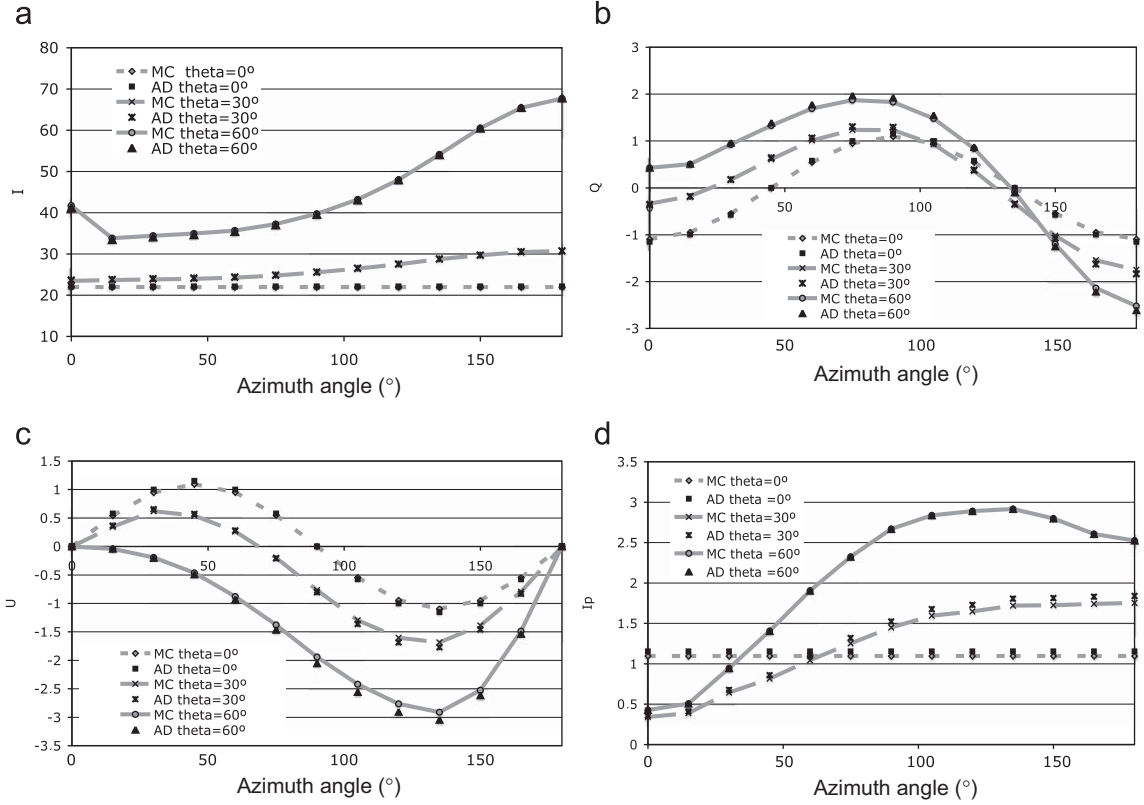 a
80
70
60
50
40
30
20
10
I
MC theta=0º
AD theta=0º
MC theta=30º
AD theta=30º
MC theta=60º
AD theta=60º
0
50
100
150
Azimuth angle (°)
b
3
2
1
0
-1
-2
-3
Q
50
100
150
MC theta=0º
AD theta=0º
MC theta=30º
AD theta=30º
MC theta=60º
AD theta=60º
0
50
100
150
Azimuth angle (°)
c
1.5
1
0.5
0
-0.5
-1
-1.5
-2
-2.5
-3
-3.5
U
50
100
150
MC theta=0º
AD theta=0º
MC theta=30º
AD theta=30º
MC theta=60º
AD theta=60º
0
50
100
150
Azimuth angle (°)
d
3.5
3
2.5
2
1.5
1
0.5
0
Ip
MC theta=0º
AD theta =0º
MC theta=30º
AD theta= 30º
MC theta =60º
AD theta =60º
0
50
100
150
Azimuth angle (°)